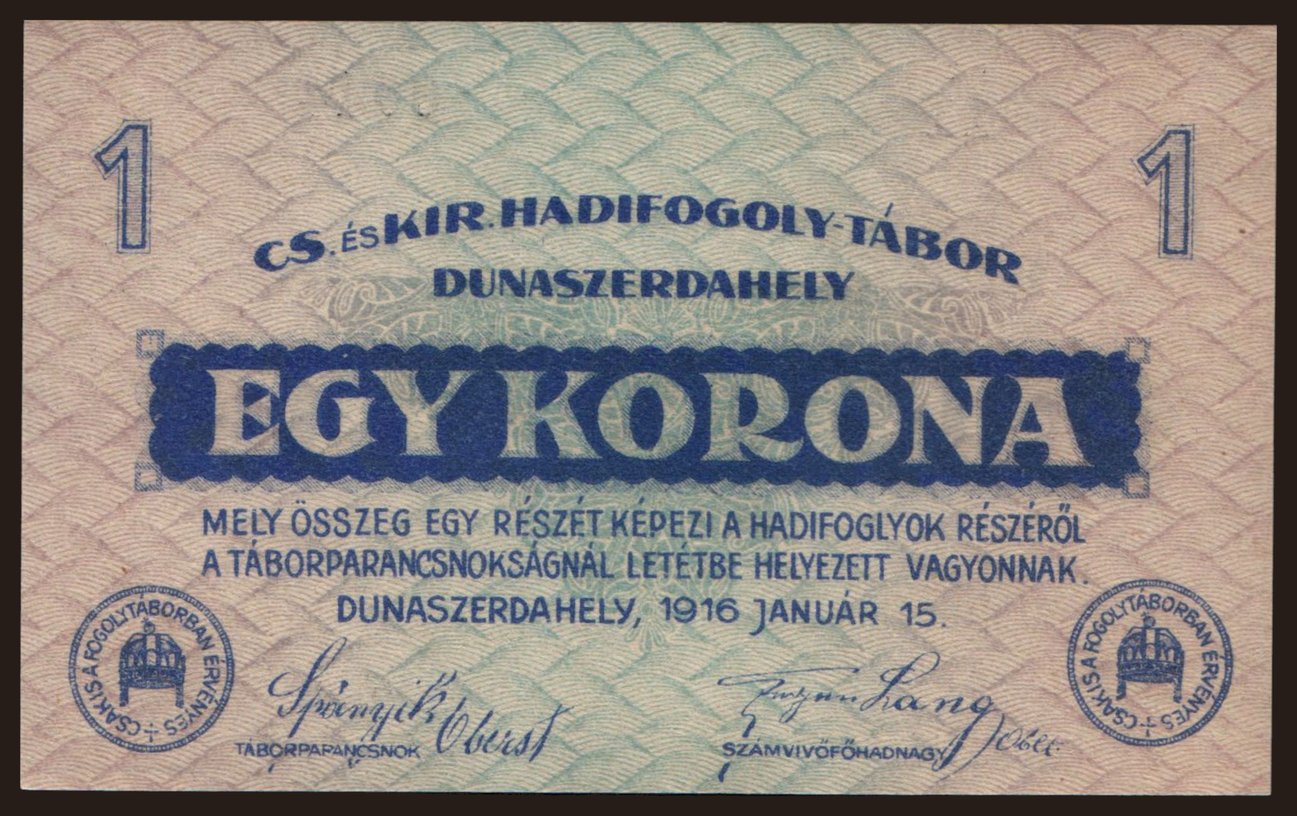 1
1
CS. ÉS KIR. HADIFOGOLY-TÁBOR
DUNASZERDAHELY
EGY KORONA
MELY ÖSSZEG EGY RÉSZÉT KÉPEZI A HADIFOGLYOK RÉSZÉRŐL
A TÁBORPARANCSNOKSÁGNÁL LETÉTBE HELYEZETT VAGYONNAK.
DUNASZERDAHELY, 1916 JANUÁR 15.
CSAK IS A FOGOLYTÁBORBAN ÉRVÉNYES
CSAK IS A FOGOLYTÁBORBAN ÉRVÉNYES
Oberst
Lang
TÁBORPARANCSNOK
SZÁMVIVŐFŐHADNAGY